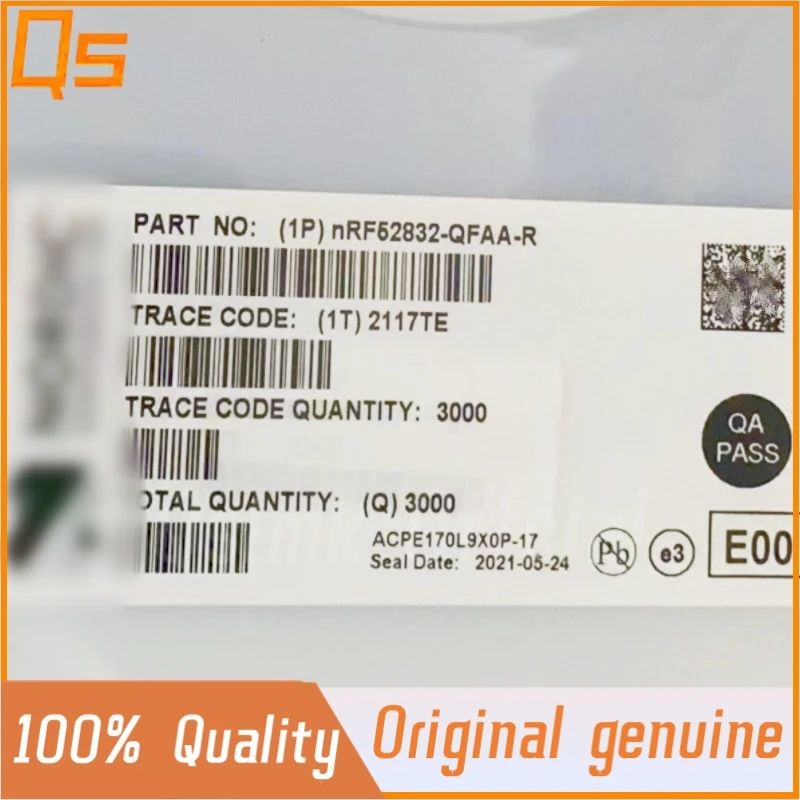 Qs
PART NO: (1P) nRF52832-QFAA-R
TRACE CODE: (1T) 2117TE
TRACE CODE QUANTITY: 3000
OTAL QUANTITY: (Q) 3000
ACPE170L9X0P-17
Seal Date: 2021-05-24
Pb
e3
E00
QA
PASS
100% Quality
Original genuine